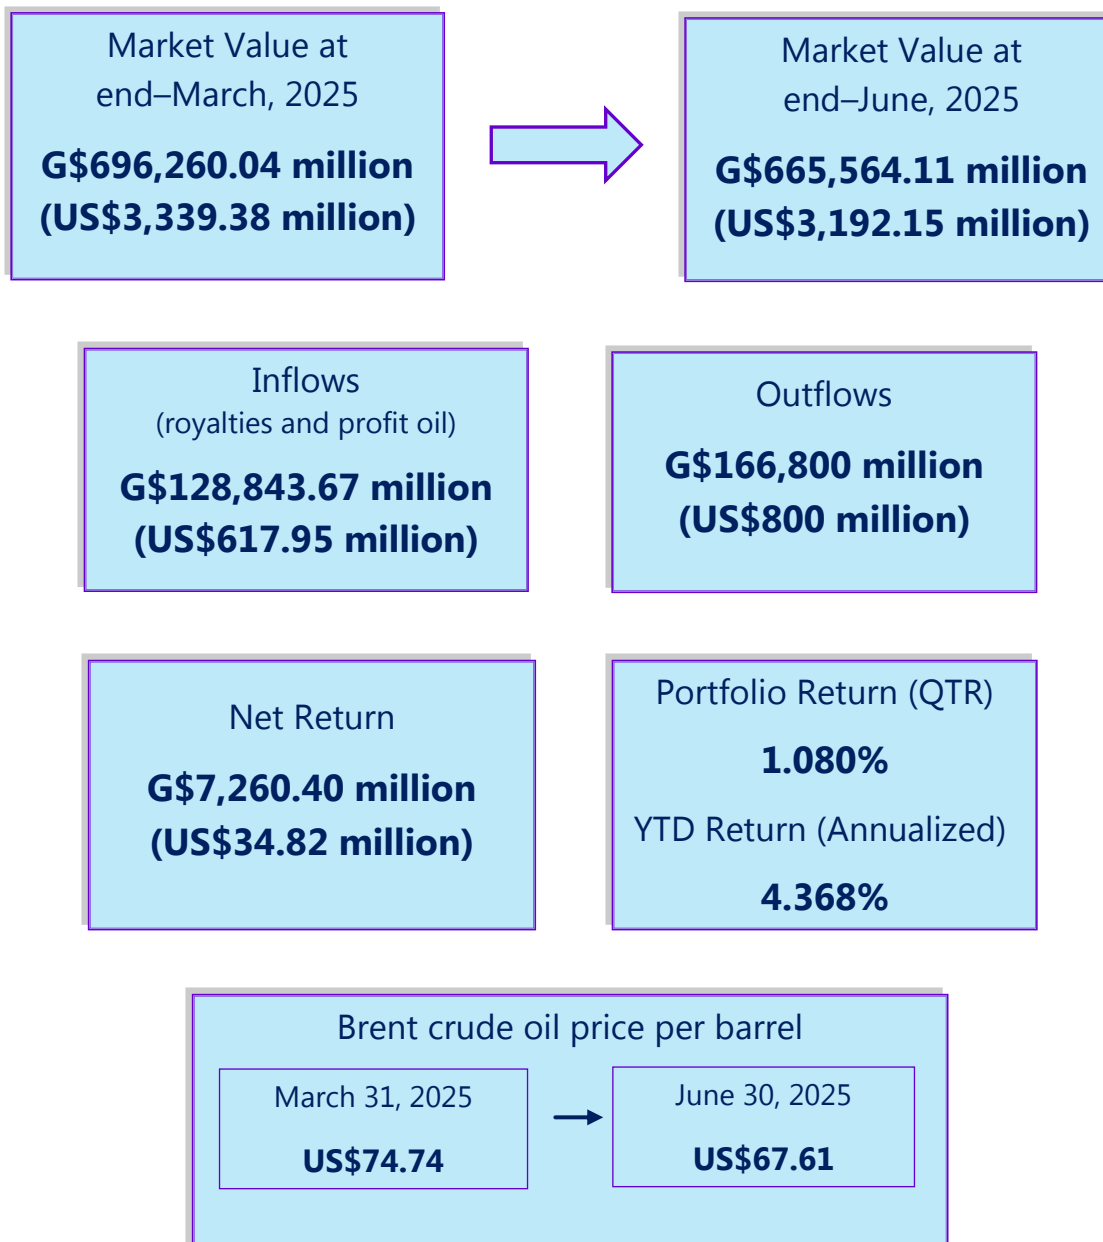 Market Value at
end–March, 2025
G$696,260.04 million
(US$3,339.38 million)
Market Value at
end–June, 2025
G$665,564.11 million
(US$3,192.15 million)
Inflows
(royalties and profit oil)
G$128,843.67 million
(US$617.95 million)
Outflows
G$166,800 million
(US$800 million)
Net Return
G$7,260.40 million
(US$34.82 million)
Portfolio Return (QTR)
1.080%
YTD Return (Annualized)
4.368%
Brent crude oil price per barrel
March 31, 2025
US$74.74
June 30, 2025
US$67.61